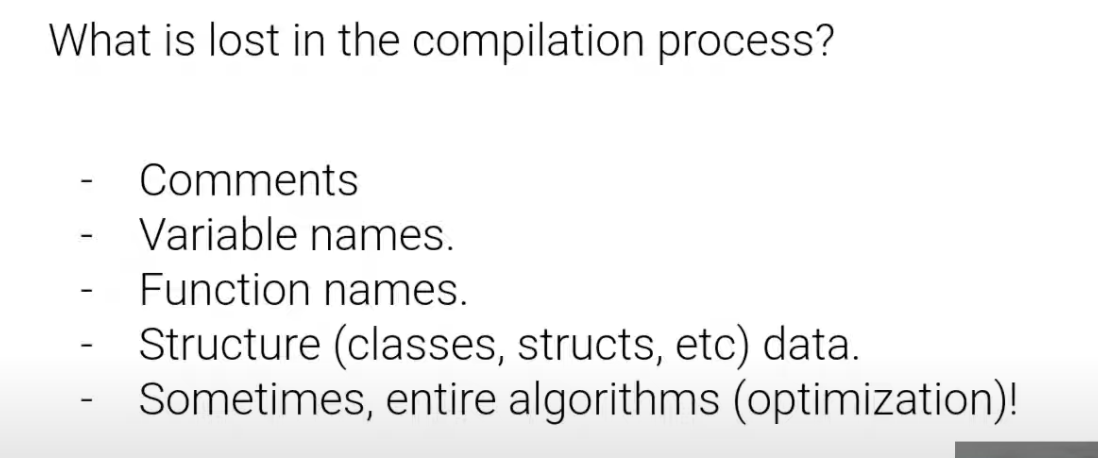 What is lost in the compilation process?
- Comments
- Variable names.
- Function names.
- Structure (classes, structs, etc) data.
- Sometimes, entire algorithms (optimization)!